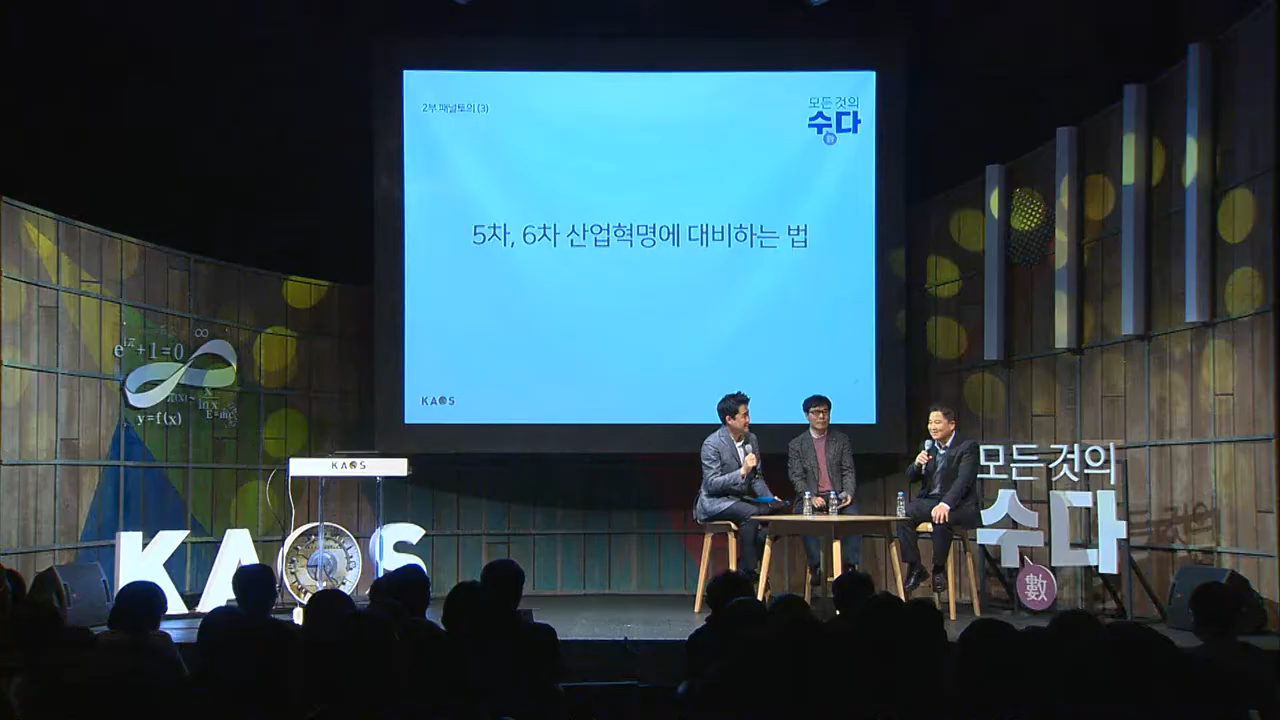 2부 패널토의 (3)
모든 것의
수다
數
5차, 6차 산업혁명에 대비하는 법
KAOS
e^iπ+1=0
∞
y=f(x)
KAOS
KAOS
모든 것의
수다
數